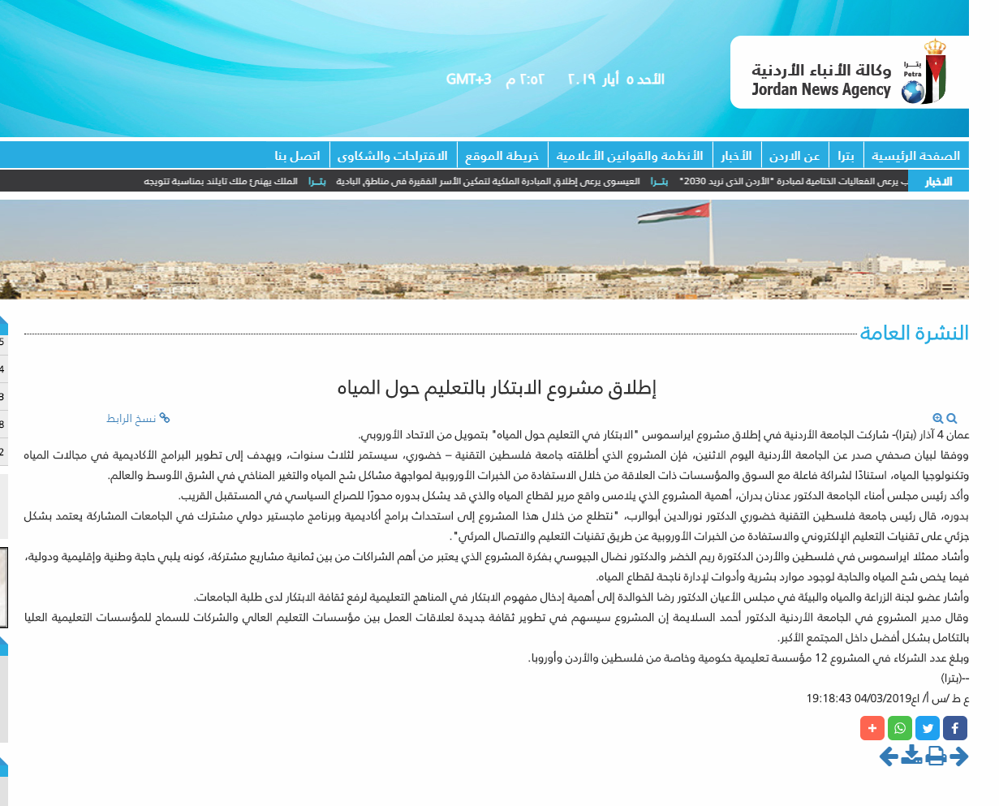 بتــرا
Petra
وكالة الأنباء الأردنية
Jordan News Agency
الأحد ٥ أيار ٢٠١٩ ٢:٥٢ م GMT+3
الصفحة الرئيسية
بترا
عن الاردن
الأخبار
الأنظمة والقوانين الأعلامية
خريطة الموقع
الاقتراحات والشكاوى
اتصل بنا
الاخبار
ب يرعى الفعاليات الختامية لمبادرة "الأردن الذي نريد 2030" بتــرا العيسوي يرعى إطلاق المبادرة الملكية لتمكين الأسر الفقيرة في مناطق البادية بتــرا الملك يهنئ ملك تايلند بمناسبة تتويجه
النشرة العامة
إطلاق مشروع الابتكار بالتعليم حول المياه
نسخ الرابط
عمان 4 آذار (بترا)- شاركت الجامعة الأردنية في إطلاق مشروع ايراسموس "الابتكار في التعليم حول المياه" بتمويل من الاتحاد الأوروبي.
ووفقا لبيان صحفي صدر عن الجامعة الأردنية اليوم الاثنين، فإن المشروع الذي أطلقته جامعة فلسطين التقنية – خضوري، سيستمر لثلاث سنوات، ويهدف إلى تطوير البرامج الأكاديمية في مجالات المياه
وتكنولوجيا المياه، استنادًا لشراكة فاعلة مع السوق والمؤسسات ذات العلاقة من خلال الاستفادة من الخبرات الأوروبية لمواجهة مشاكل شح المياه والتغير المناخي في الشرق الأوسط والعالم.
وأكد رئيس مجلس أمناء الجامعة الدكتور عدنان بدران، أهمية المشروع الذي يلامس واقع مرير لقطاع المياه والذي قد يشكل بدوره محورًا للصراع السياسي في المستقبل القريب.
بدوره، قال رئيس جامعة فلسطين التقنية خضوري الدكتور نورالدين أبوالرب، "نتطلع من خلال هذا المشروع إلى استحداث برامج أكاديمية وبرنامج ماجستير دولي مشترك في الجامعات المشاركة يعتمد بشكل
جزئي على تقنيات التعليم الإلكتروني والاستفادة من الخبرات الأوروبية عن طريق تقنيات التعليم والاتصال المرئي".
وأشاد ممثلا ايراسموس في فلسطين والأردن الدكتورة ريم الخضر والدكتور نضال الجيوسي بفكرة المشروع الذي يعتبر من أهم الشراكات من بين ثمانية مشاريع مشتركة، كونه يلبي حاجة وطنية وإقليمية ودولية،
فيما يخص شح المياه والحاجة لوجود موارد بشرية وأدوات لإدارة ناجحة لقطاع المياه.
وأشار عضو لجنة الزراعة والمياه والبيئة في مجلس الأعيان الدكتور رضا الخوالدة إلى أهمية إدخال مفهوم الابتكار في المناهج التعليمية لرفع ثقافة الابتكار لدى طلبة الجامعات.
وقال مدير المشروع في الجامعة الأردنية الدكتور أحمد السلايمة إن المشروع سيسهم في تطوير ثقافة جديدة لعلاقات العمل بين مؤسسات التعليم العالي والشركات للسماح للمؤسسات التعليمية العليا
بالتكامل بشكل أفضل داخل المجتمع الأكبر.
وبلغ عدد الشركاء في المشروع 12 مؤسسة تعليمية حكومية وخاصة من فلسطين والأردن وأوروبا.
--(بترا)
ع ط /س أ/ اع04/03/2019 19:18:43
5
4
3
8
2